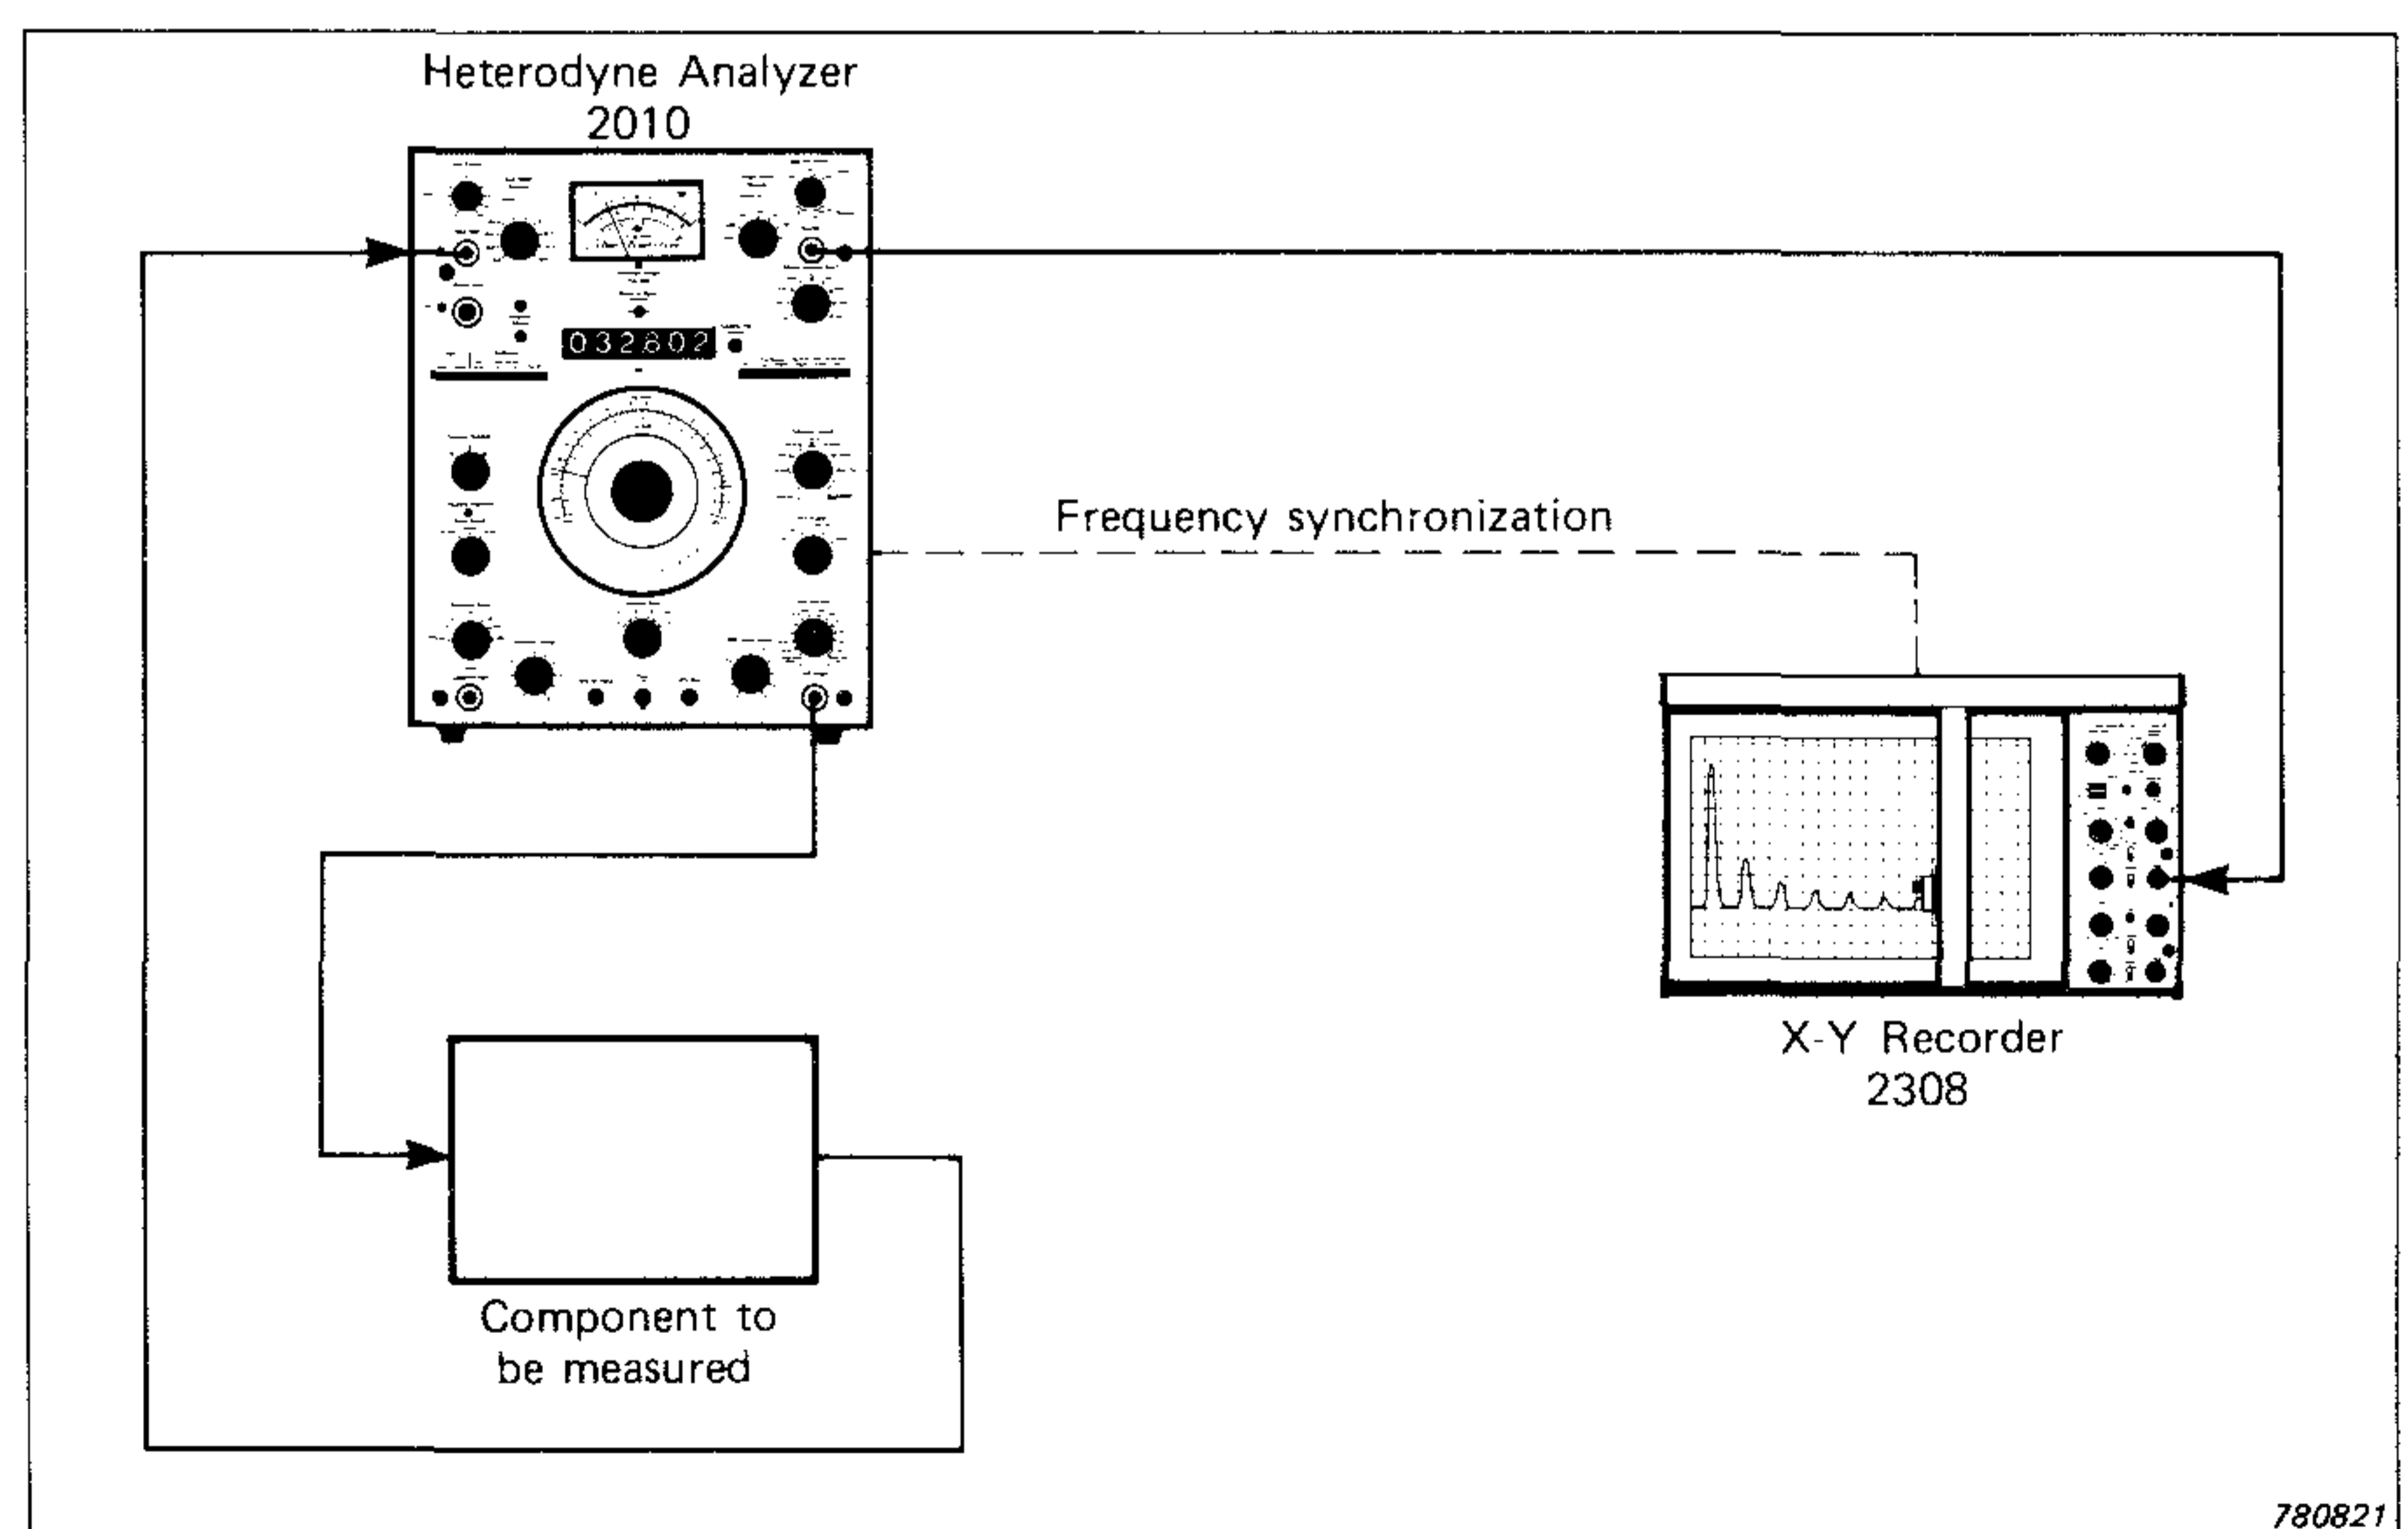 Heterodyne Analyzer
2010
032802
Frequency synchronization
X-Y Recorder
2308
Component to
be measured
780821